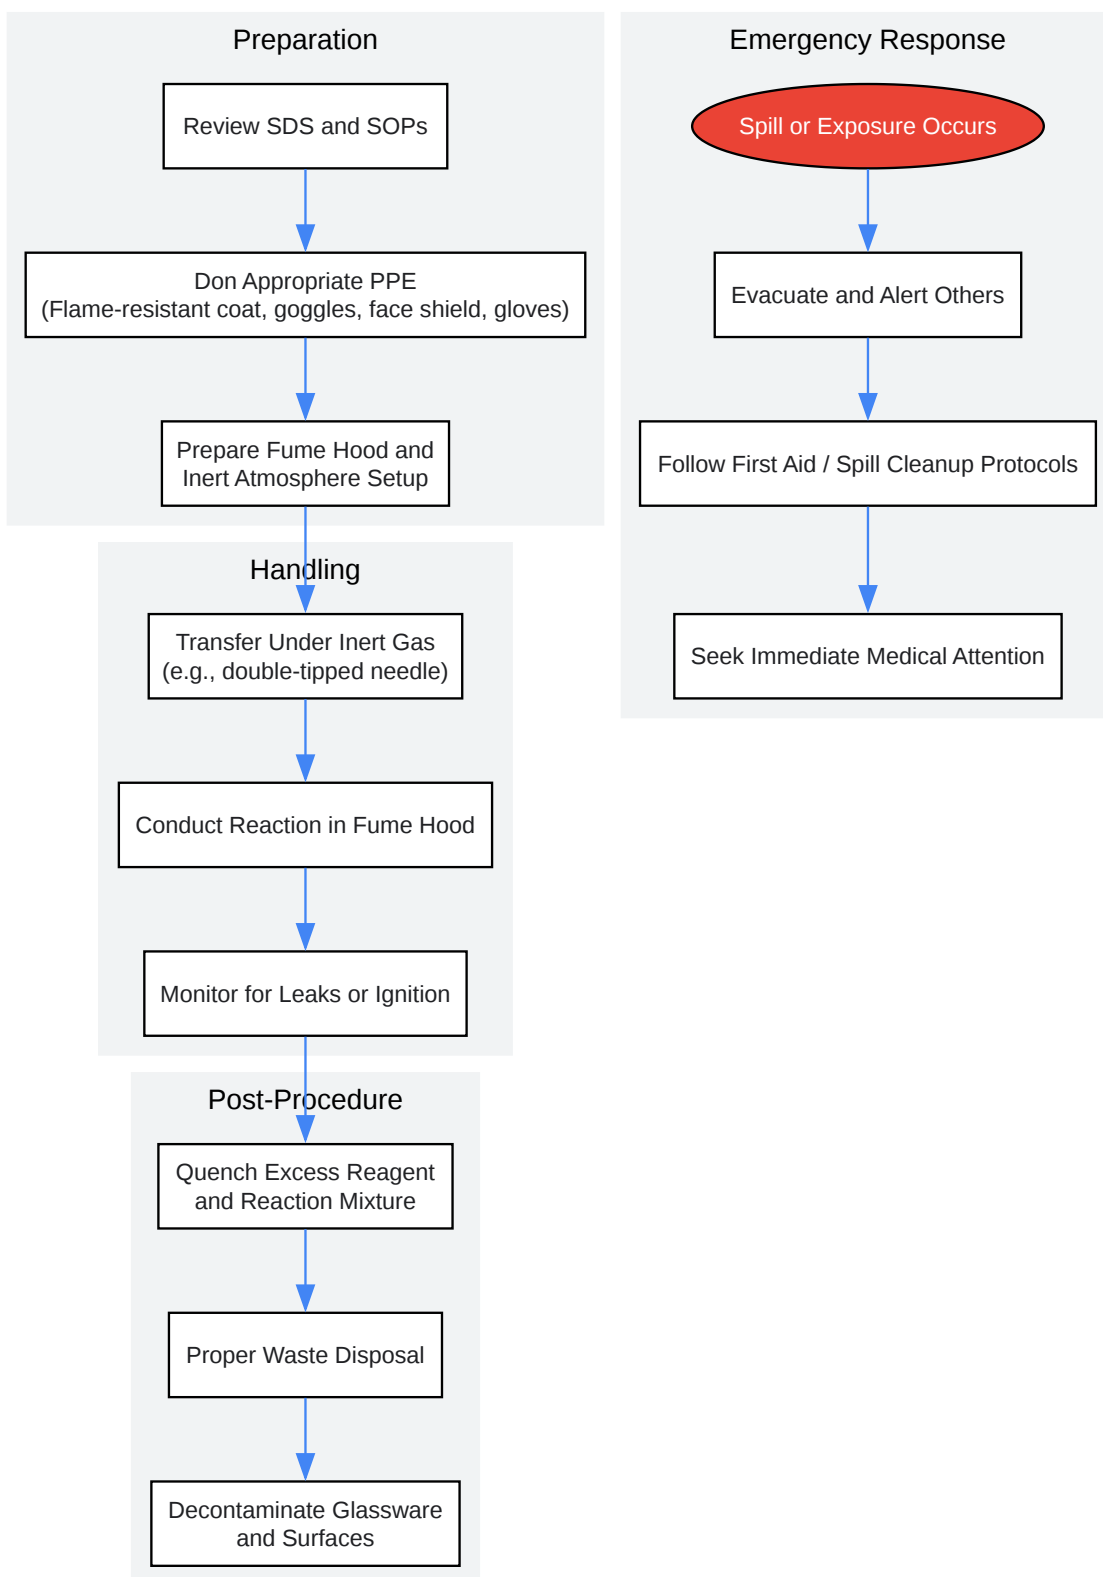 Preparation
Review SDS and SOPs
Don Appropriate PPE
(Flame-resistant coat, goggles, face shield, gloves)
Prepare Fume Hood and
Inert Atmosphere Setup
Handling
Transfer Under Inert Gas
(e.g., double-tipped needle)
Conduct Reaction in Fume Hood
Monitor for Leaks or Ignition
Post-Procedure
Quench Excess Reagent
and Reaction Mixture
Proper Waste Disposal
Decontaminate Glassware
and Surfaces
Emergency Response
Spill or Exposure Occurs
Evacuate and Alert Others
Follow First Aid / Spill Cleanup Protocols
Seek Immediate Medical Attention